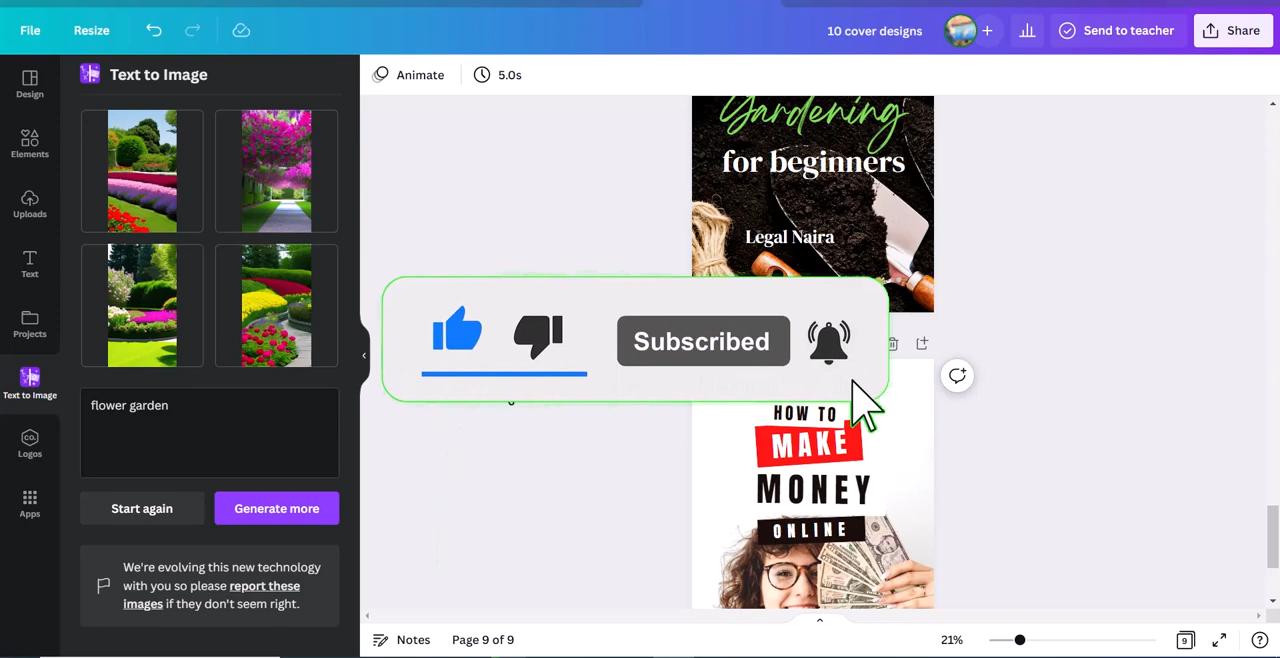 File
Resize
10 cover designs
Send to teacher
Share
Design
Elements
Uploads
Text
Projects
Text to Image
CO.
Logos
Apps
Text to Image
flower garden
Start again
Generate more
We're evolving this new technology
with you so please report these
images if they don't seem right.
Animate
5.0s
Gardening
for beginners
Legal Naira
Subscribed
HOW TO
MAKE
MONEY
ONLINE
Notes
Page 9 of 9
21%
9
?